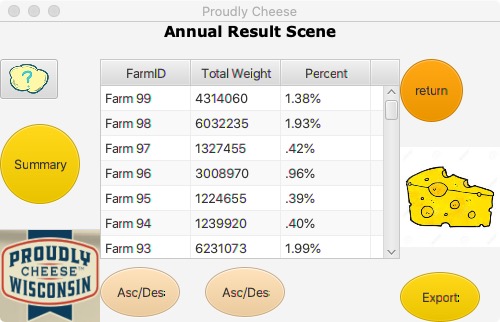 Proudly Cheese
Annual Result Scene
?
FarmID Total Weight Percent
Farm 99 4314060 1.38%
Farm 98 6032235 1.93%
Farm 97 1327455 .42%
Farm 96 3008970 .96%
Farm 95 1224655 .39%
Farm 94 1239920 .40%
Farm 93 6231073 1.99%
return
Summary
PROUDLY
CHEESE™
WISCONSIN
Asc/Des:
Asc/Des:
Export: